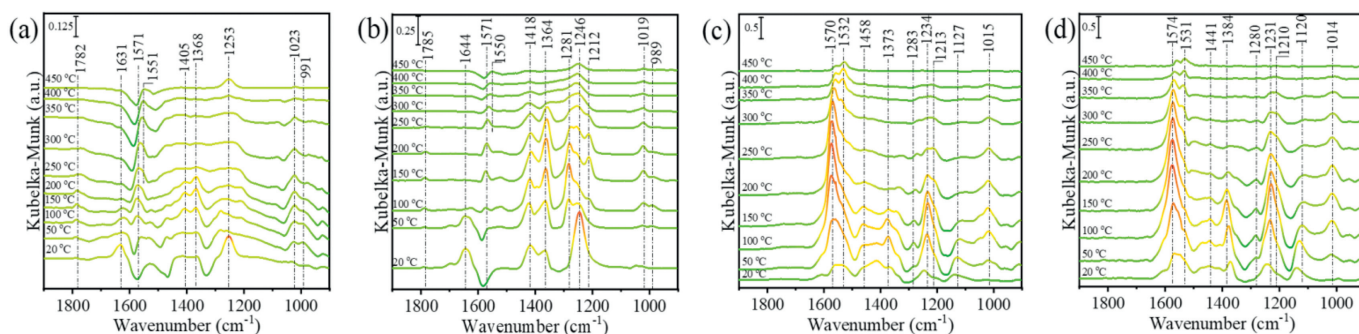 (a)
0.125
1782
1631
1571
1551
1405
1368
1253
1023
991
450 °C
400 °C
350 °C
300 °C
250 °C
200 °C
150 °C
100 °C
50 °C
20 °C
Kubelka-Munk (a.u.)
1800 1600 1400 1200 1000
Wavenumber (cm-1)
(b)
0.25
1785
1644
1571
1550
1418
1364
1281
1246
1212
1019
989
450 °C
400 °C
350 °C
300 °C
250 °C
200 °C
150 °C
100 °C
50 °C
20 °C
Kubelka-Munk (a.u.)
1800 1600 1400 1200 1000
Wavenumber (cm-1)
(c)
0.5
1570
1532
1458
1373
1283
1234
1213
1127
1015
450 °C
400 °C
350 °C
300 °C
250 °C
200 °C
150 °C
100 °C
50 °C
20 °C
Kubelka-Munk (a.u.)
1800 1600 1400 1200 1000
Wavenumber (cm-1)
(d)
0.5
1574
1531
1441
1384
1280
1231
1210
1120
1014
450 °C
400 °C
350 °C
300 °C
250 °C
200 °C
150 °C
100 °C
50 °C
20 °C
Kubelka-Munk (a.u.)
1800 1600 1400 1200 1000
Wavenumber (cm-1)